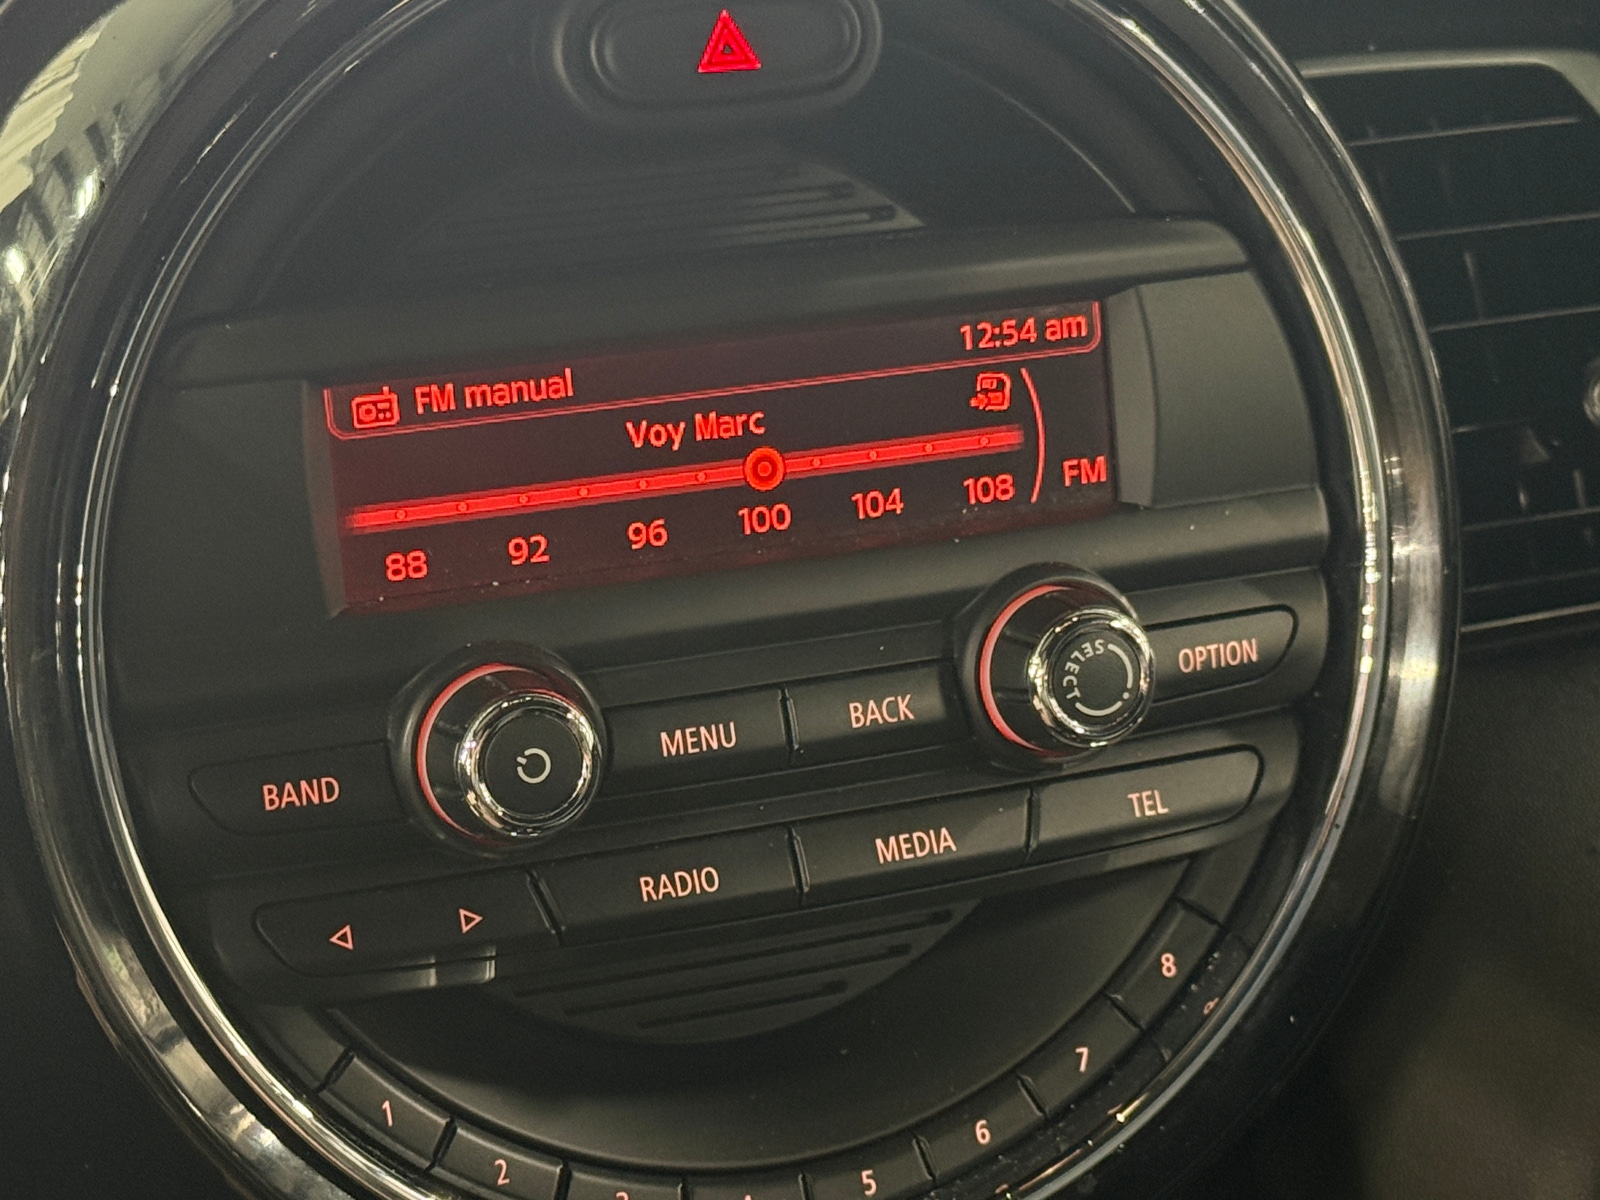 12:54 am
FM manual
Voy Marc
88 92 96 100 104 108 FM
SELECT
OPTION
BAND MENU BACK
RADIO MEDIA TEL
1 2 5 6 7 8